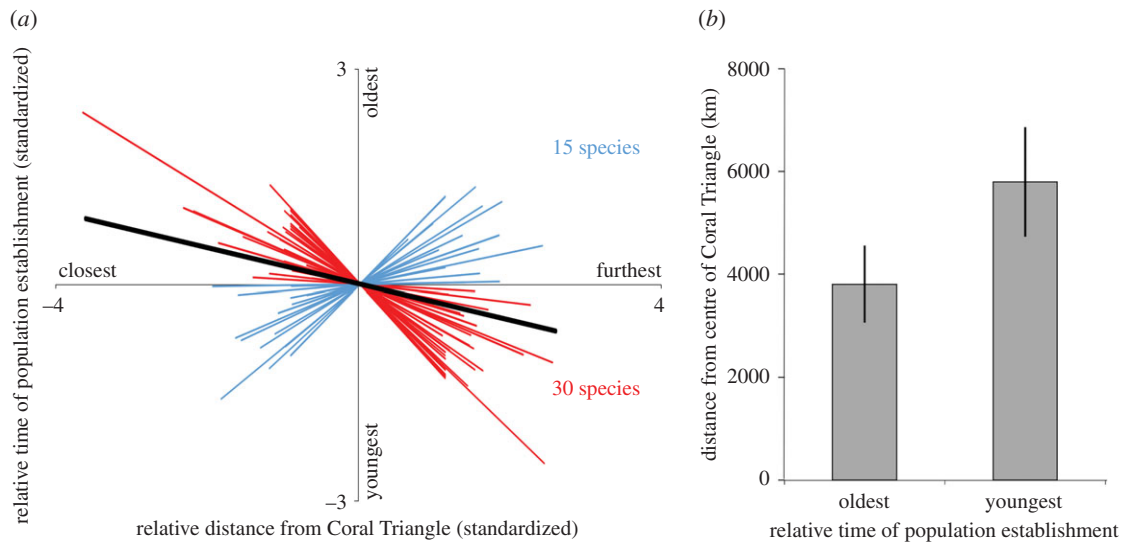 (a)
relative time of population establishment (standardized)
3
oldest
15 species
closest
furthest
–4
4
30 species
youngest
–3
relative distance from Coral Triangle (standardized)
(b)
distance from centre of Coral Triangle (km)
8000
6000
4000
2000
0
oldest
youngest
relative time of population establishment